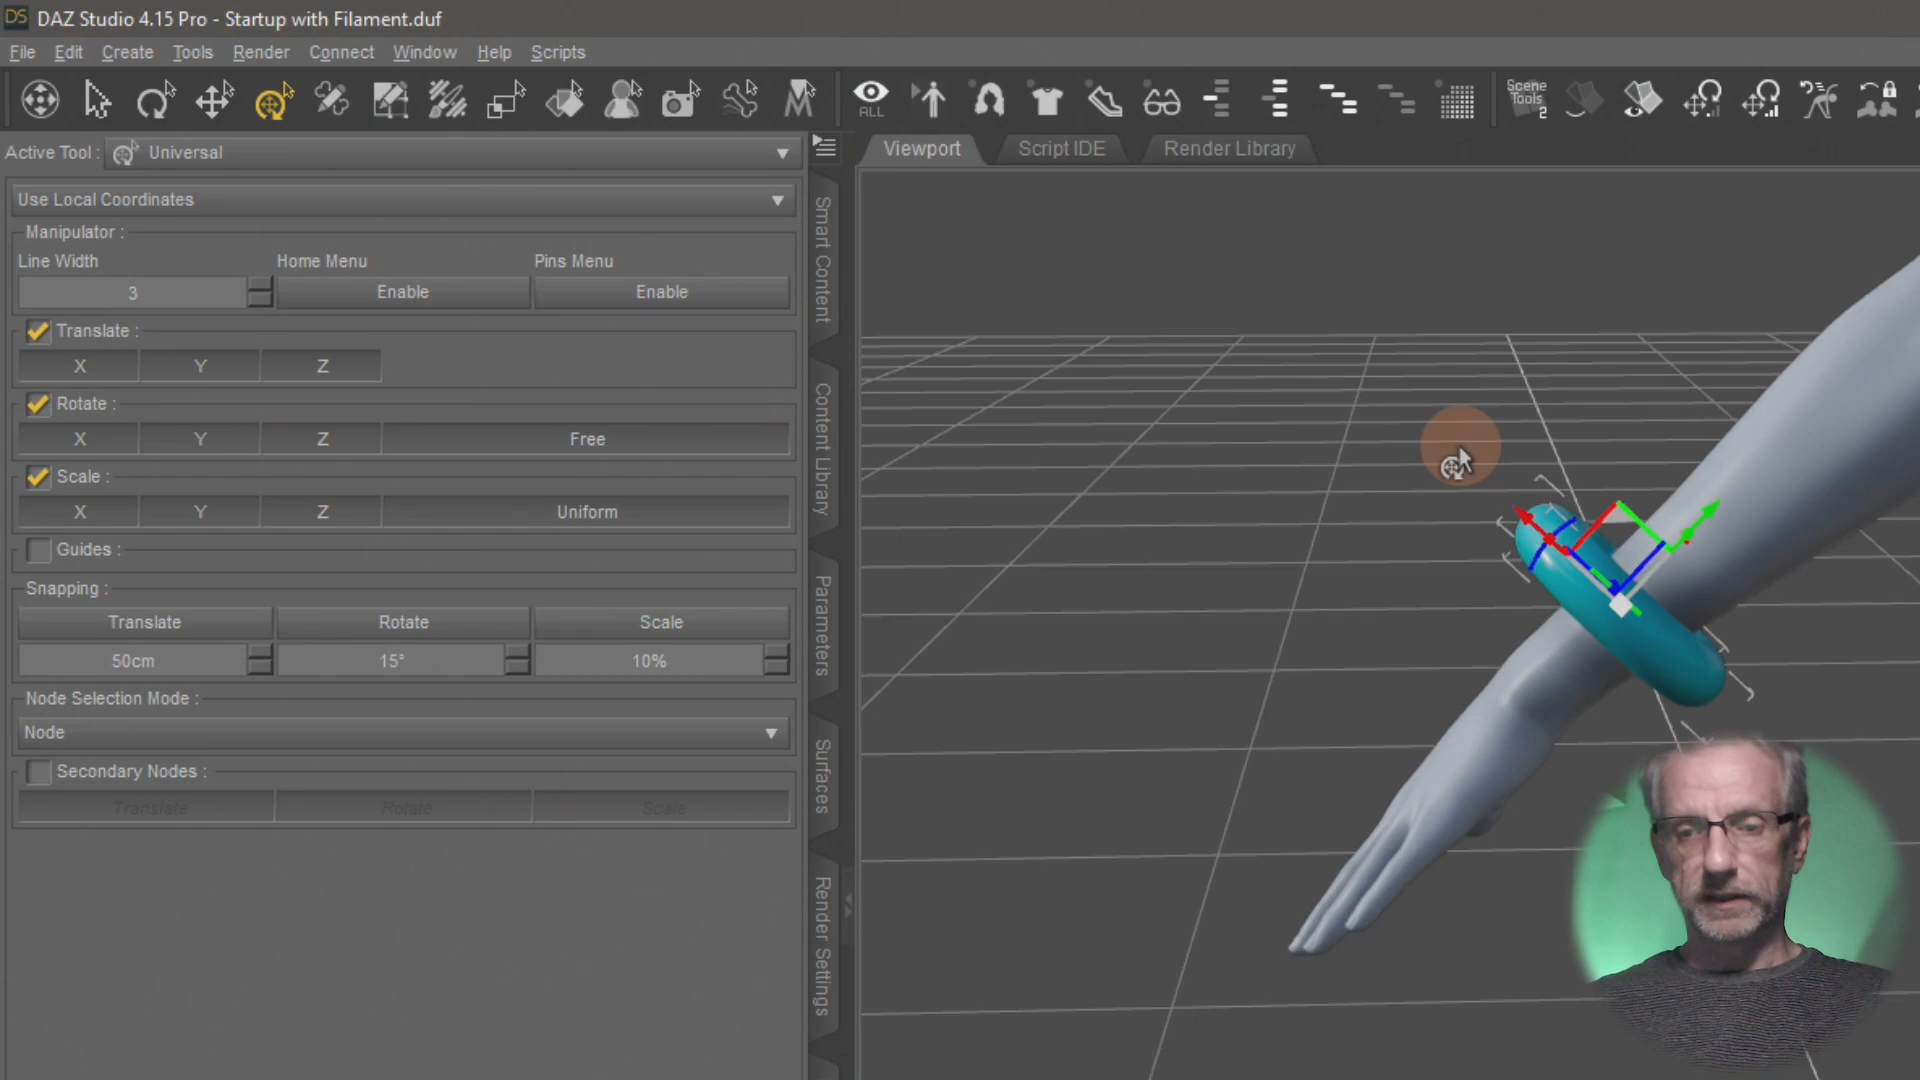 DS DAZ Studio 4.15 Pro - Startup with Filament.duf
File Edit Create Tools Render Connect Window Help Scripts
ALL
Scene
Tools
2
Active Tool : Universal
Viewport Script IDE Render Library
Use Local Coordinates
Manipulator :
Line Width Home Menu Pins Menu
3 Enable Enable
Translate :
X Y Z
Rotate :
X Y Z Free
Scale :
X Y Z Uniform
Guides :
Snapping :
Translate Rotate Scale
50cm 15° 10%
Node Selection Mode :
Node
Secondary Nodes :
Translate Rotate Scale
Smart Content
Content Library
Parameters
Surfaces
Render Settings